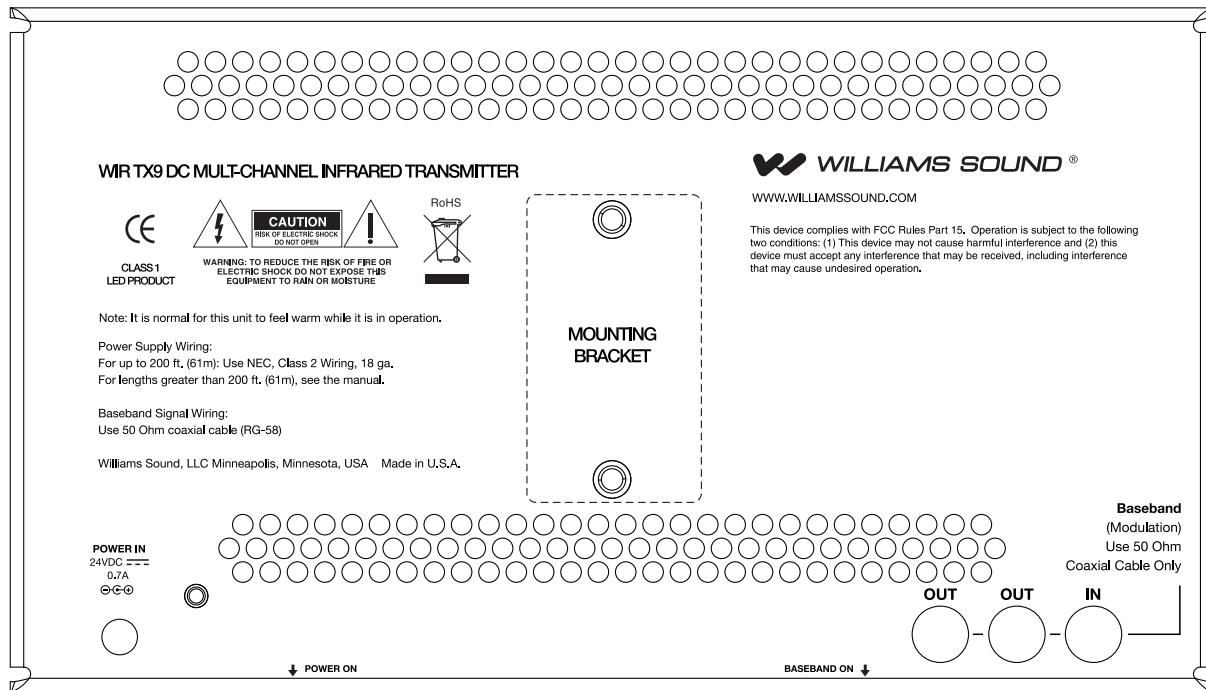 WIR TX9 DC MULT-CHANNEL INFRARED TRANSMITTER
CLASS 1
LED PRODUCT
CAUTION
RISK OF ELECTRIC SHOCK
DO NOT OPEN
WARNING: TO REDUCE THE RISK OF FIRE OR
ELECTRIC SHOCK DO NOT EXPOSE THIS
EQUIPMENT TO RAIN OR MOISTURE
RoHS
Note: It is normal for this unit to feel warm while it is in operation.
Power Supply Wiring:
For up to 200 ft. (61m): Use NEC, Class 2 Wiring, 18 ga.
For lengths greater than 200 ft. (61m), see the manual.
Baseband Signal Wiring:
Use 50 Ohm coaxial cable (RG-58)
Williams Sound, LLC Minneapolis, Minnesota, USA Made in U.S.A.
MOUNTING
BRACKET
WILLIAMS SOUND ®
WWW.WILLIAMSSOUND.COM
This device complies with FCC Rules Part 15. Operation is subject to the following
two conditions: (1) This device may not cause harmful interference and (2) this
device must accept any interference that may be received, including interference
that may cause undesired operation.
POWER IN
24VDC
0.7A
Baseband
(Modulation)
Use 50 Ohm
Coaxial Cable Only
OUT OUT IN
POWER ON
BASEBAND ON